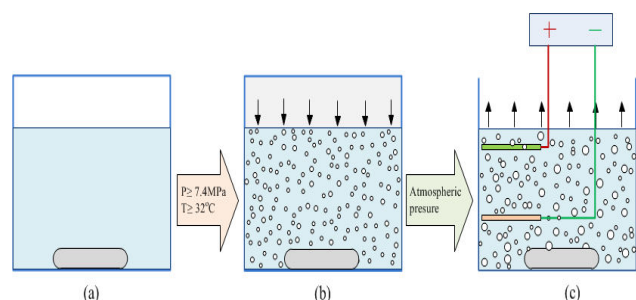 + −
P≥ 7.4MPa
T≥ 32°C
Atmospheric
presure
(a) (b) (c)